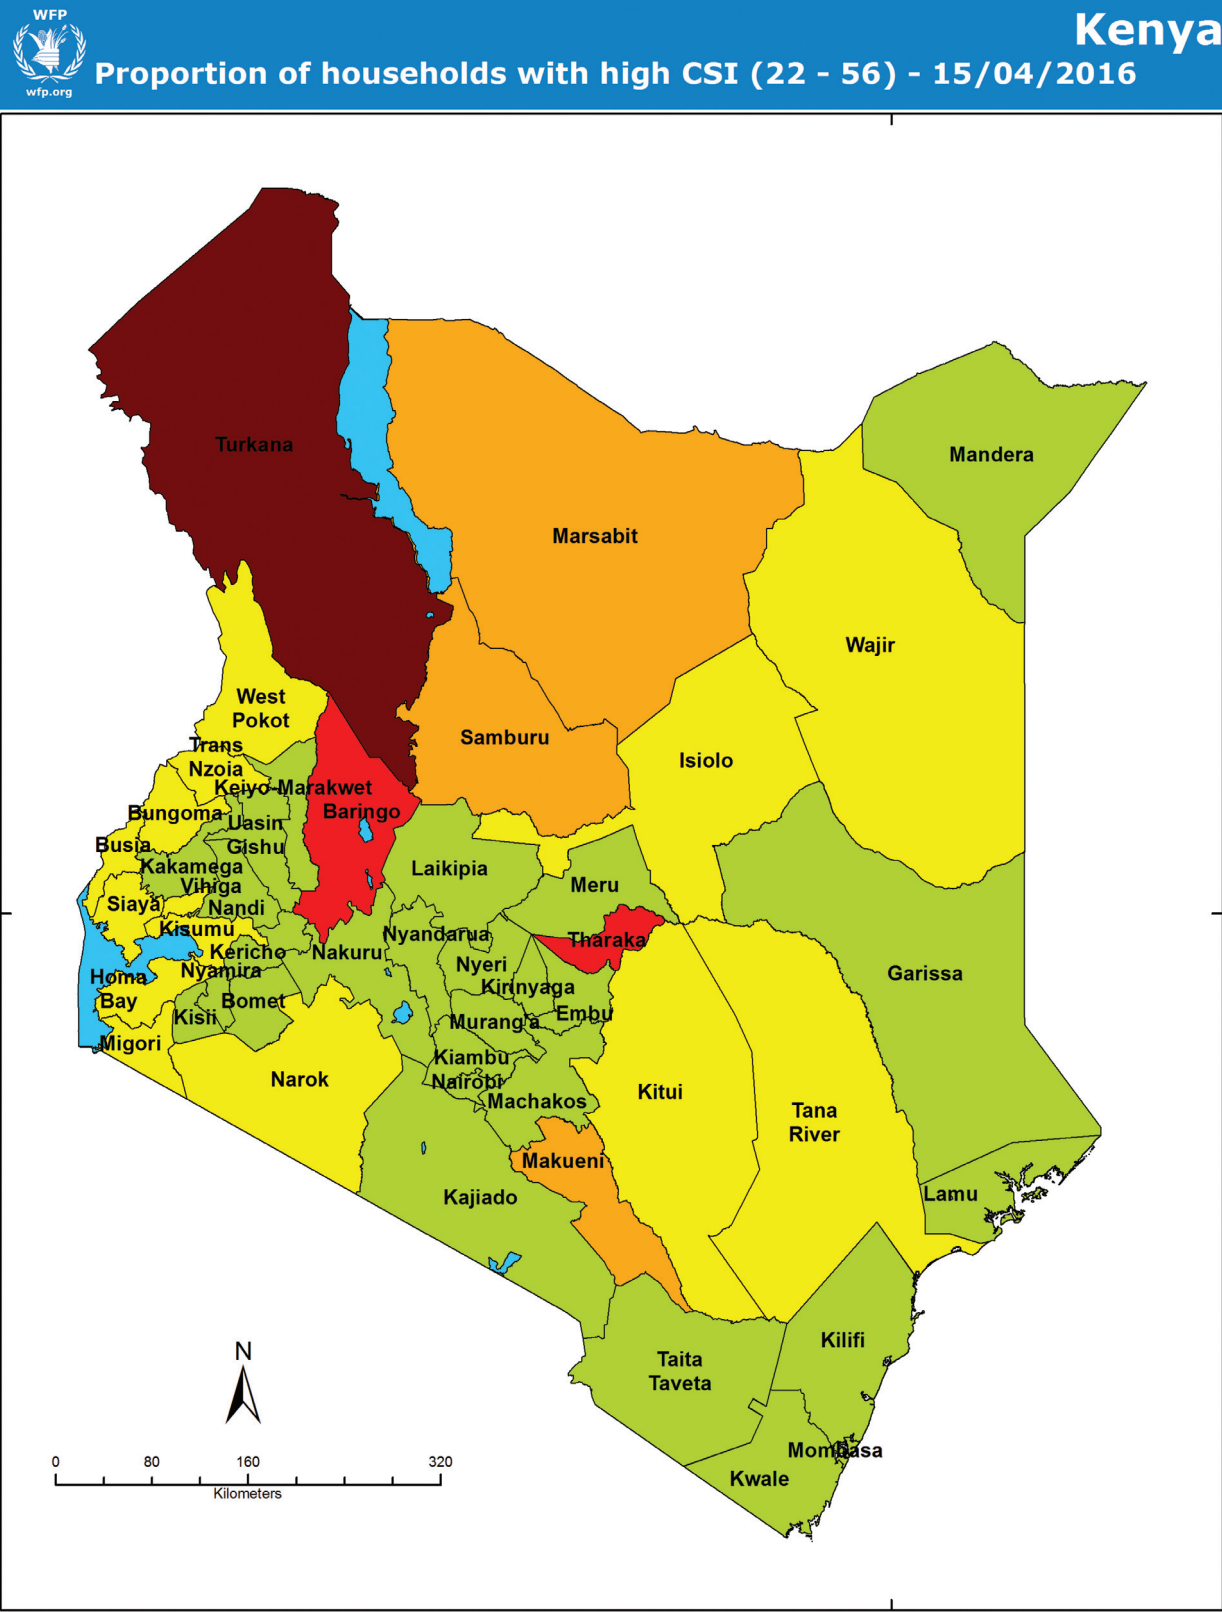 WFP
wfp.org
Kenya
Proportion of households with high CSI (22 - 56) - 15/04/2016
Turkana
Mandera
Marsabit
Wajir
West
Pokot
Samburu
Isiolo
Trans
Nzoia
Keiyo-Marakwet
Baringo
Bungoma
Uasin
Gishu
Busia
Kakamega
Vihiga
Laikipia
Meru
Siaya
Nandi
Kisumu
Nyandarua
Tharaka
Kericho
Nakuru
Nyamira
Nyeri
Garissa
Homa
Bay
Kirinyaga
Bomet
Kisii
Embu
Murang'a
Migori
Kiambu
Narok
Nairobi
Kitui
Machakos
Tana
River
Makueni
Kajiado
Lamu
Kilifi
Taita
Taveta
Mombasa
Kwale
N
0 80 160 320
Kilometers